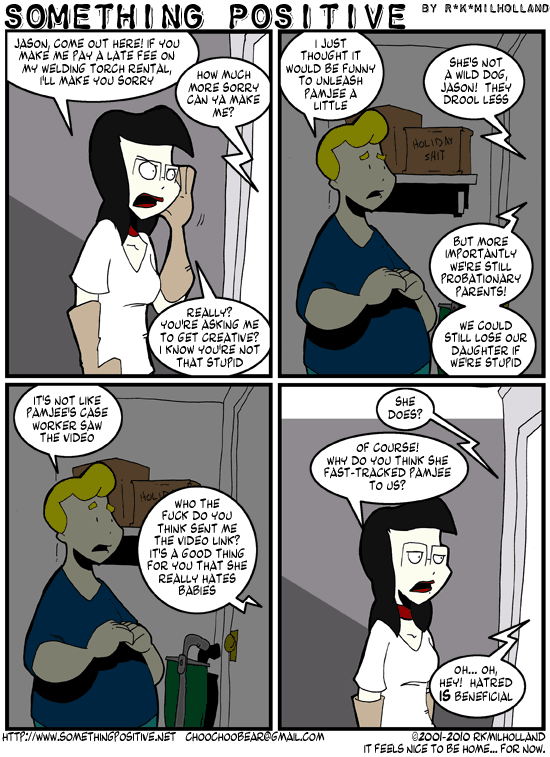 SOMETHING POSITIVE BY R*K*MILHOLLAND
JASON, COME OUT HERE! IF YOU
MAKE ME PAY A LATE FEE ON
MY WELDING TORCH RENTAL,
I'LL MAKE YOU SORRY
HOW MUCH
MORE SORRY
CAN YA MAKE
ME?
REALLY?
YOU'RE ASKING ME
TO GET CREATIVE?
I KNOW YOU'RE NOT
THAT STUPID
I JUST
THOUGHT IT
WOULD BE FUNNY
TO UNLEASH
PAMJEE A
LITTLE
SHE'S NOT
A WILD DOG,
JASON! THEY
DROOL LESS
HOLIDAY
SHIT
BUT MORE
IMPORTANTLY
WE'RE STILL
PROBATIONARY
PARENTS!
WE COULD
STILL LOSE OUR
DAUGHTER IF
WE'RE STUPID
IT'S NOT LIKE
PAMJEE'S CASE
WORKER SAW
THE VIDEO
HOLID
WHO THE
FUCK DO YOU
THINK SENT ME
THE VIDEO LINK?
IT'S A GOOD THING
FOR YOU THAT SHE
REALLY HATES
BABIES
SHE
DOES?
OF COURSE!
WHY DO YOU THINK SHE
FAST-TRACKED PAMJEE
TO US?
OH... OH,
HEY! HATRED
IS BENEFICIAL
HTTP://WWW.SOMETHINGPOSITIVE.NET CHOOCHOOBEAR@GMAIL.COM ©2001-2010 RKMILHOLLAND.
IT FEELS NICE TO BE HOME... FOR NOW.